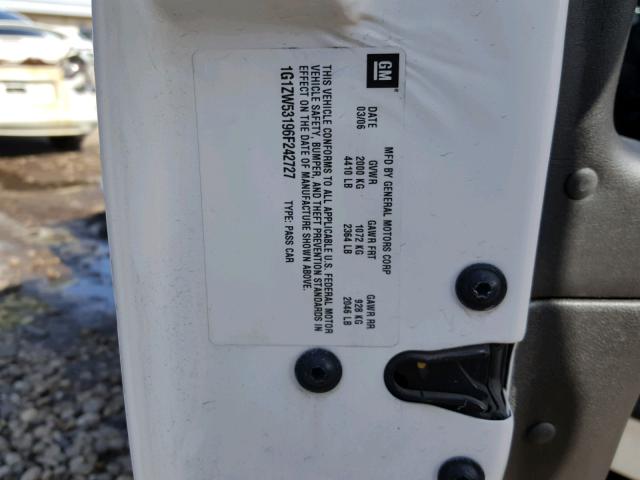 GM
MFD BY GENERAL MOTORS CORP
DATE GVWR GAWR FRT GAWR RR
03/06 2000 KG 1072 KG 928 KG
4410 LB 2364 LB 2046 LB
THIS VEHICLE CONFORMS TO ALL APPLICABLE U.S. FEDERAL MOTOR
VEHICLE SAFETY, BUMPER, AND THEFT PREVENTION STANDARDS IN
EFFECT ON THE DATE OF MANUFACTURE SHOWN ABOVE.
1G1ZW53196F242727 TYPE: PASS CAR